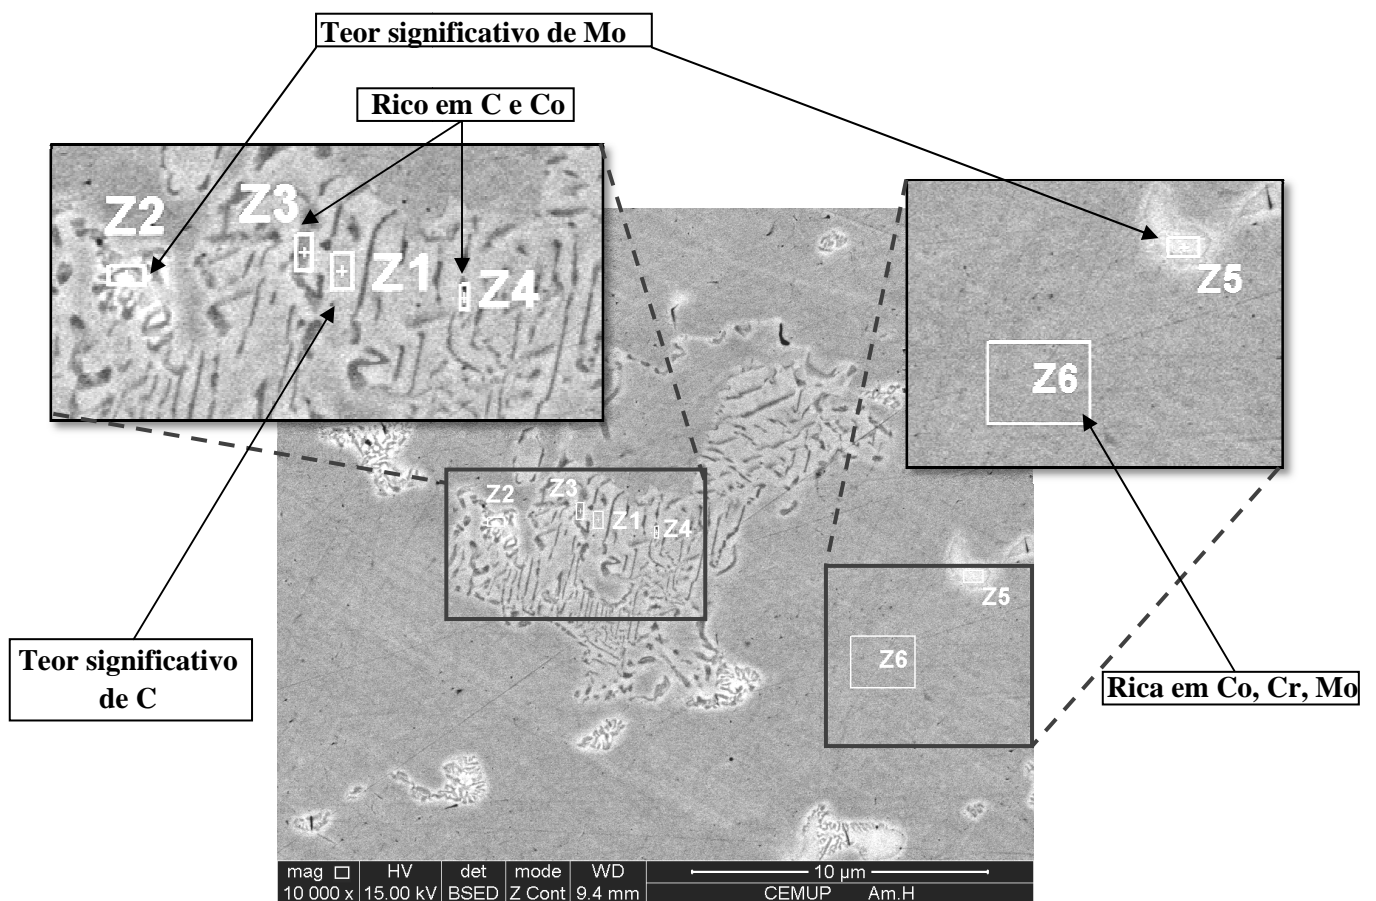 Teor significativo de Mo
Rico em C e Co
Z2
Z3
Z1
Z4
Z5
Z6
Z2
Z3
Z1
Z4
Z5
Z6
Teor significativo
de C
Rica em Co, Cr, Mo
mag HV det mode WD 10 µm
10 000 x 15.00 kV BSED Z Cont 9.4 mm CEMUP Am.H